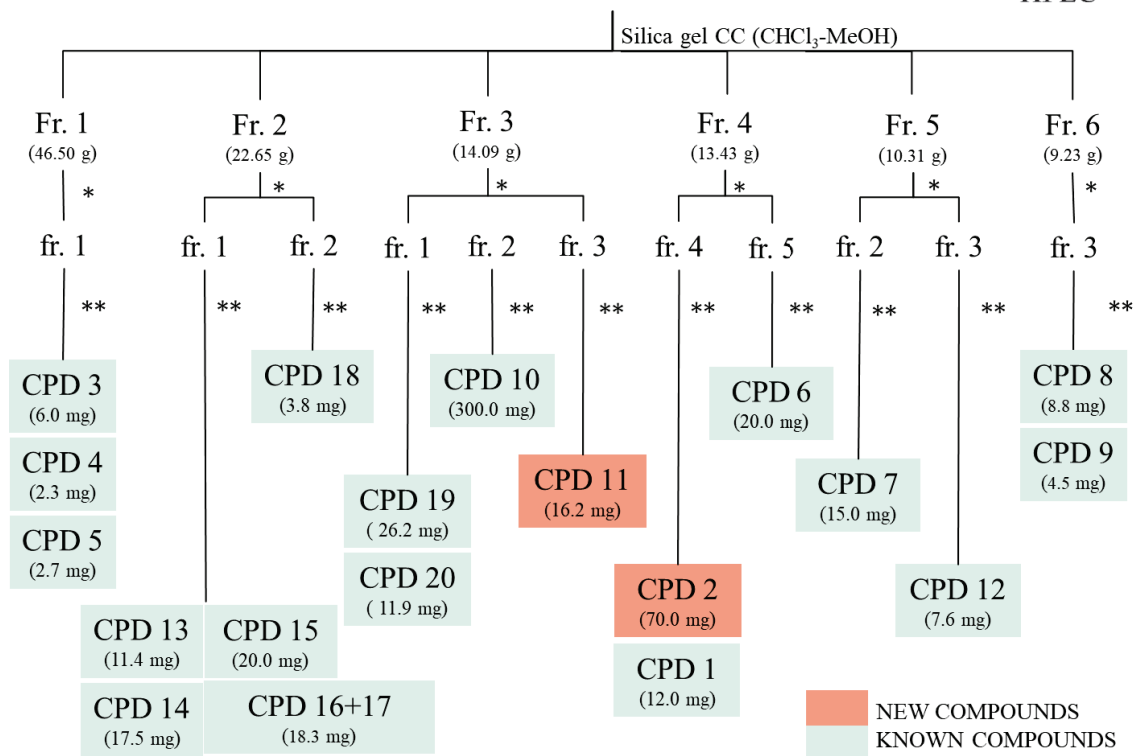 Silica gel CC (CHCl₃-MeOH)
Fr. 1
(46.50 g)
Fr. 2
(22.65 g)
Fr. 3
(14.09 g)
Fr. 4
(13.43 g)
Fr. 5
(10.31 g)
Fr. 6
(9.23 g)
*
*
*
*
*
*
fr. 1
fr. 1
fr. 2
fr. 1
fr. 2
fr. 3
fr. 4
fr. 5
fr. 2
fr. 3
fr. 3
**
**
**
**
**
**
**
**
**
**
**
CPD 3
(6.0 mg)
CPD 4
(2.3 mg)
CPD 5
(2.7 mg)
CPD 13
(11.4 mg)
CPD 14
(17.5 mg)
CPD 15
(20.0 mg)
CPD 16+17
(18.3 mg)
CPD 18
(3.8 mg)
CPD 19
( 26.2 mg)
CPD 20
( 11.9 mg)
CPD 10
(300.0 mg)
CPD 11
(16.2 mg)
CPD 2
(70.0 mg)
CPD 1
(12.0 mg)
CPD 6
(20.0 mg)
CPD 7
(15.0 mg)
CPD 12
(7.6 mg)
CPD 8
(8.8 mg)
CPD 9
(4.5 mg)
NEW COMPOUNDS
KNOWN COMPOUNDS